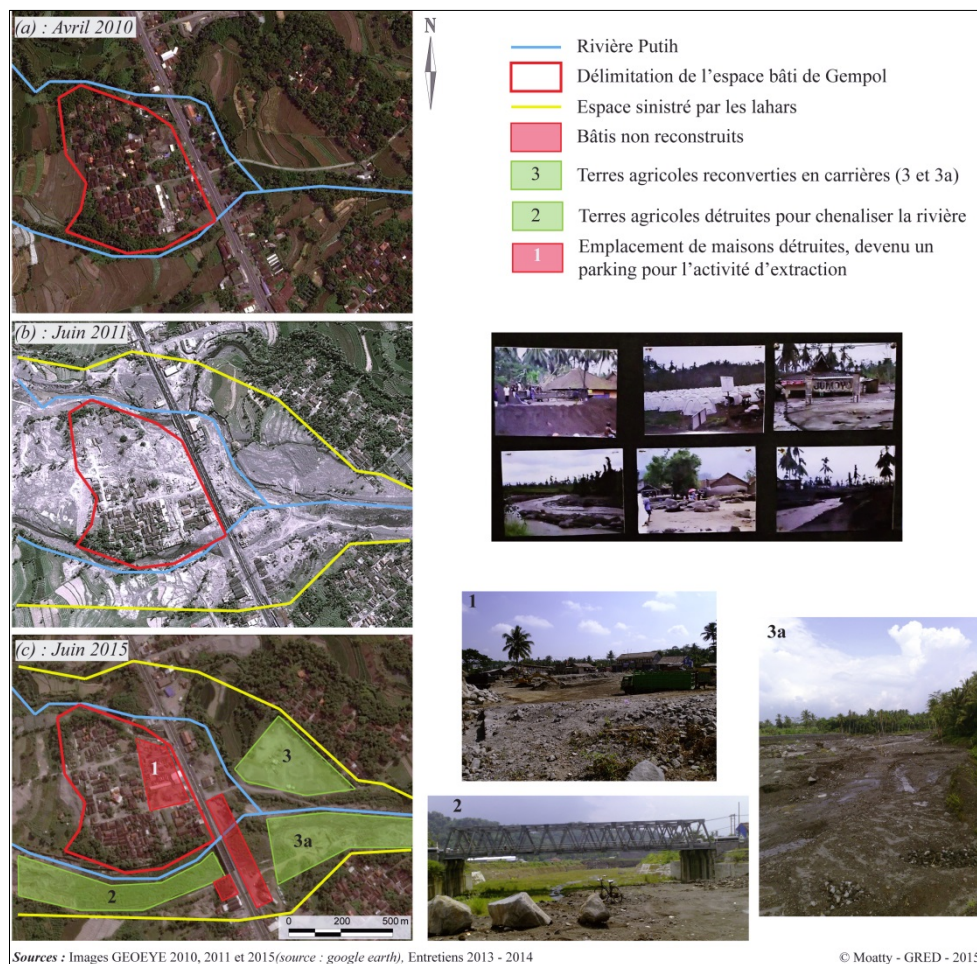 (a) : Avril 2010
N
Rivière Putih
Délimitation de l'espace bâti de Gempol
Espace sinistré par les lahars
Bâtis non reconstruits
3
Terres agricoles reconverties en carrières (3 et 3a)
2
Terres agricoles détruites pour chenaliser la rivière
1
Emplacement de maisons détruites, devenu un
parking pour l'activité d'extraction
(b) : Juin 2011
JUMOYO
(c) : Juin 2015
1
3
3a
2
0 200 500 m
1
3a
2
Sources : Images GEOEYE 2010, 2011 et 2015(source : google earth), Entretiens 2013 - 2014
© Moatty - GRED - 2015